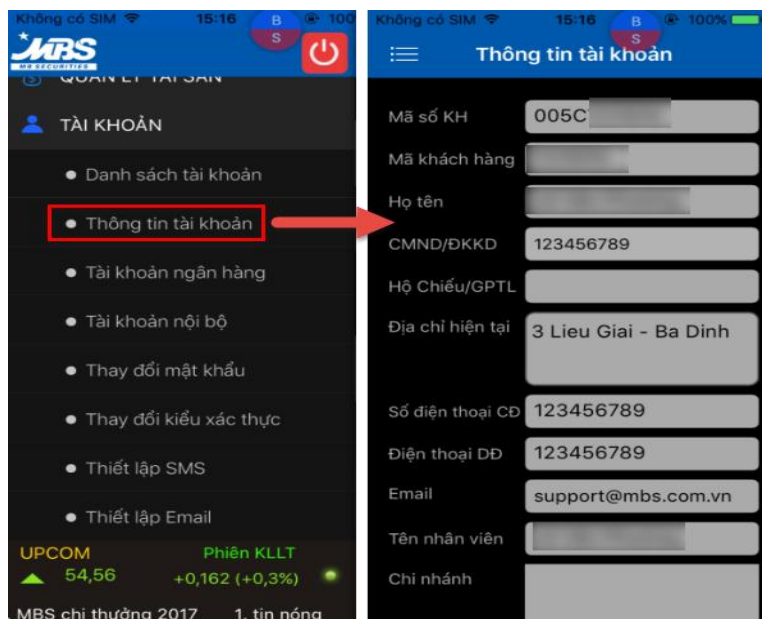 Không có SIM 15:16 B S 100
MBS
MB SECURITIES
QUẢN LÝ TÀI SẢN
TÀI KHOẢN
Danh sách tài khoản
Thông tin tài khoản
Tài khoản ngân hàng
Tài khoản nội bộ
Thay đổi mật khẩu
Thay đổi kiểu xác thực
Thiết lập SMS
Thiết lập Email
UPCOM Phiên KLLT
54,56 +0,162 (+0,3%)
MBS chi thưởng 2017 1. tin nóng
Không có SIM 15:16 B S 100%
Thông tin tài khoản
Mã số KH 005C
Mã khách hàng
Họ tên
CMND/ĐKKD 123456789
Hộ Chiếu/GPTL
Địa chỉ hiện tại 3 Lieu Giai - Ba Dinh
Số điện thoại CĐ 123456789
Điện thoại DĐ 123456789
Email support@mbs.com.vn
Tên nhân viên
Chi nhánh